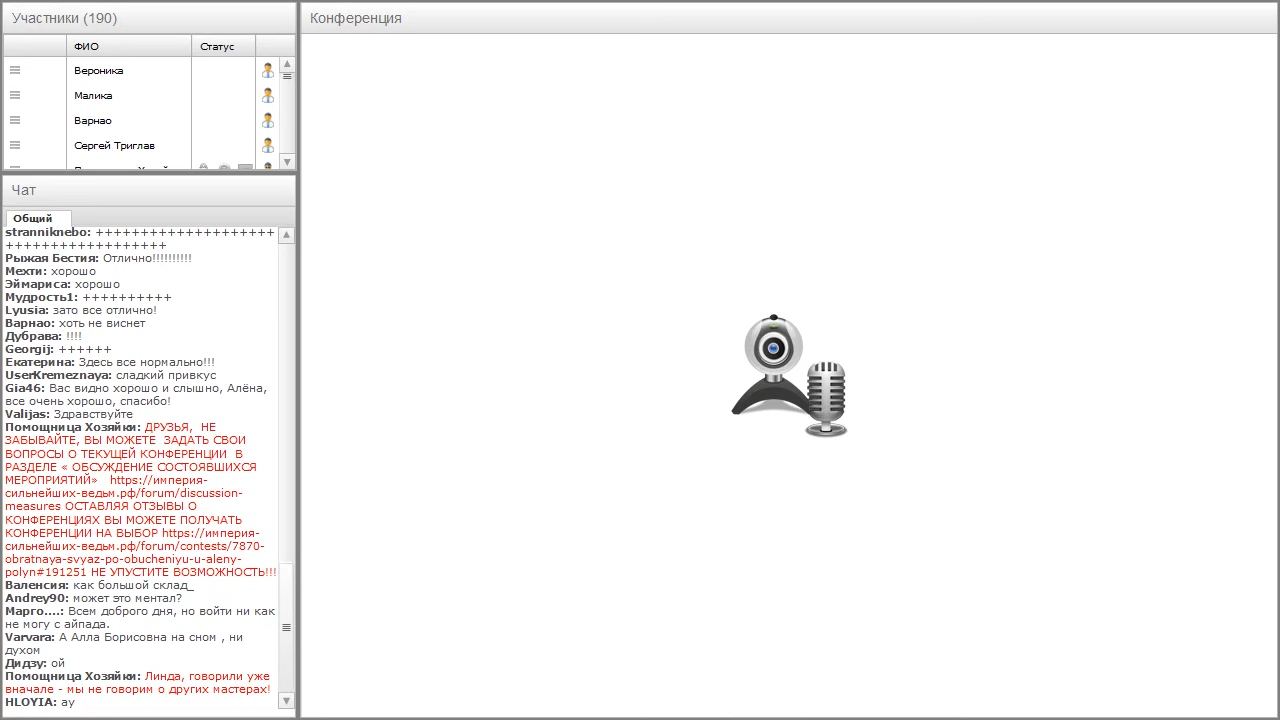 Участники (190)
ФИО Статус
Вероника
Малика
Варнао
Сергей Триглав
Чат
Общий
stranniknebo: ++++++++++++++++++++
++++++++++++++++++
Рыжая Бестия: Отлично!!!!!!!!!!
Мехти: хорошо
Эймариса: хорошо
Мудрость1: ++++++++++
Lyusia: зато все отлично!
Варнао: хоть не виснет
Дубрава: !!!!
Georgij: ++++++
Екатерина: Здесь все нормально!!!
UserKremeznaya: сладкий привкус
Gia46: Вас видно хорошо и слышно, Алёна,
все очень хорошо, спасибо!
Valijas: Здравствуйте
Помощница Хозяйки: ДРУЗЬЯ, НЕ
ЗАБЫВАЙТЕ, ВЫ МОЖЕТЕ ЗАДАТЬ СВОИ
ВОПРОСЫ О ТЕКУЩЕЙ КОНФЕРЕНЦИИ В
РАЗДЕЛЕ « ОБСУЖДЕНИЕ СОСТОЯВШИХСЯ
МЕРОПРИЯТИЙ» https://империя-
сильнейших-ведьм.рф/forum/discussion-
measures ОСТАВЛЯЯ ОТЗЫВЫ О
КОНФЕРЕНЦИЯХ ВЫ МОЖЕТЕ ПОЛУЧАТЬ
КОНФЕРЕНЦИИ НА ВЫБОР https://империя-
сильнейших-ведьм.рф/forum/contests/7870-
obratnaya-svyaz-po-obucheniyu-u-aleny-
polyn#191251 НЕ УПУСТИТЕ ВОЗМОЖНОСТЬ!!!
Валенсия: как большой склад_
Andrey90: может это ментал?
Марго....: Всем доброго дня, но войти ни как
не могу с айпада.
Varvara: А Алла Борисовна на сном , ни
духом
Дидзу: ой
Помощница Хозяйки: Линда, говорили уже
вначале - мы не говорим о других мастерах!
HLOYIA: ау
Конференция